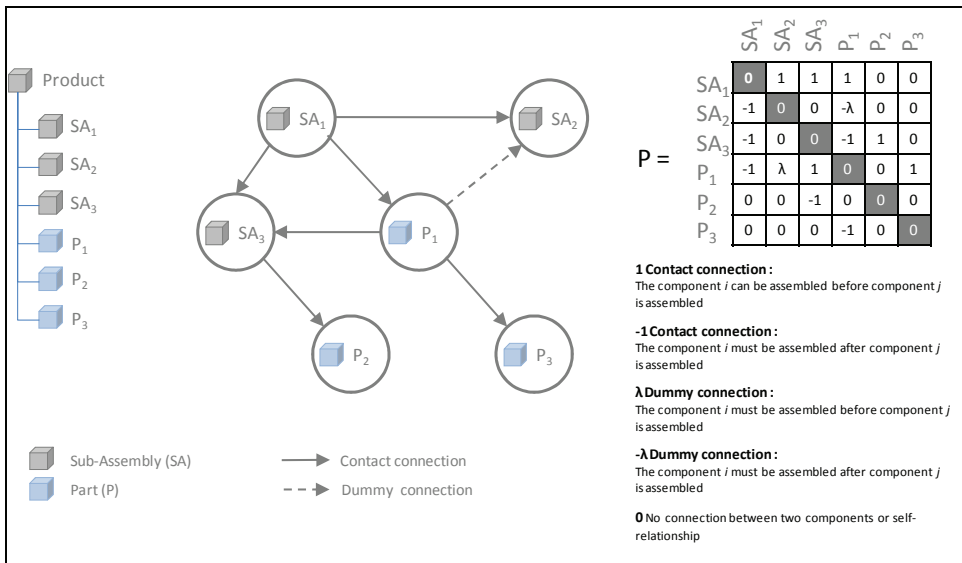 Product
SA1
SA2
SA3
P1
P2
P3
SA1
SA2
SA3
P1
P2
P3
Sub-Assembly (SA)
Part (P)
Contact connection
Dummy connection
SA1 SA2 SA3 P1 P2 P3
P =
SA1 0 1 1 1 0 0
SA2 -1 0 0 -λ 0 0
SA3 -1 0 0 -1 1 0
P1 -1 λ 1 0 0 1
P2 0 0 -1 0 0 0
P3 0 0 0 -1 0 0
1 Contact connection :
The component i can be assembled before component j
is assembled
-1 Contact connection :
The component i must be assembled after component j
is assembled
λ Dummy connection :
The component i must be assembled before component j
is assembled
-λ Dummy connection :
The component i must be assembled after component j
is assembled
0 No connection between two components or self-
relationship